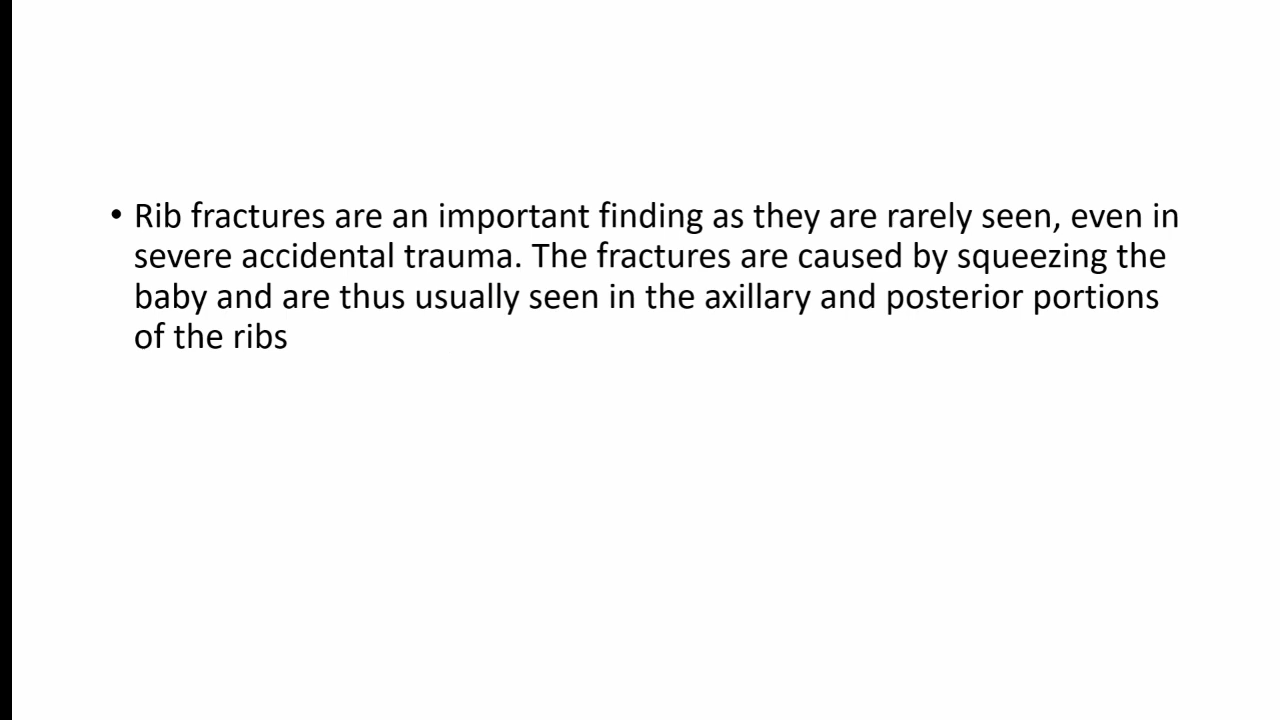 • Rib fractures are an important finding as they are rarely seen, even in
severe accidental trauma. The fractures are caused by squeezing the
baby and are thus usually seen in the axillary and posterior portions
of the ribs